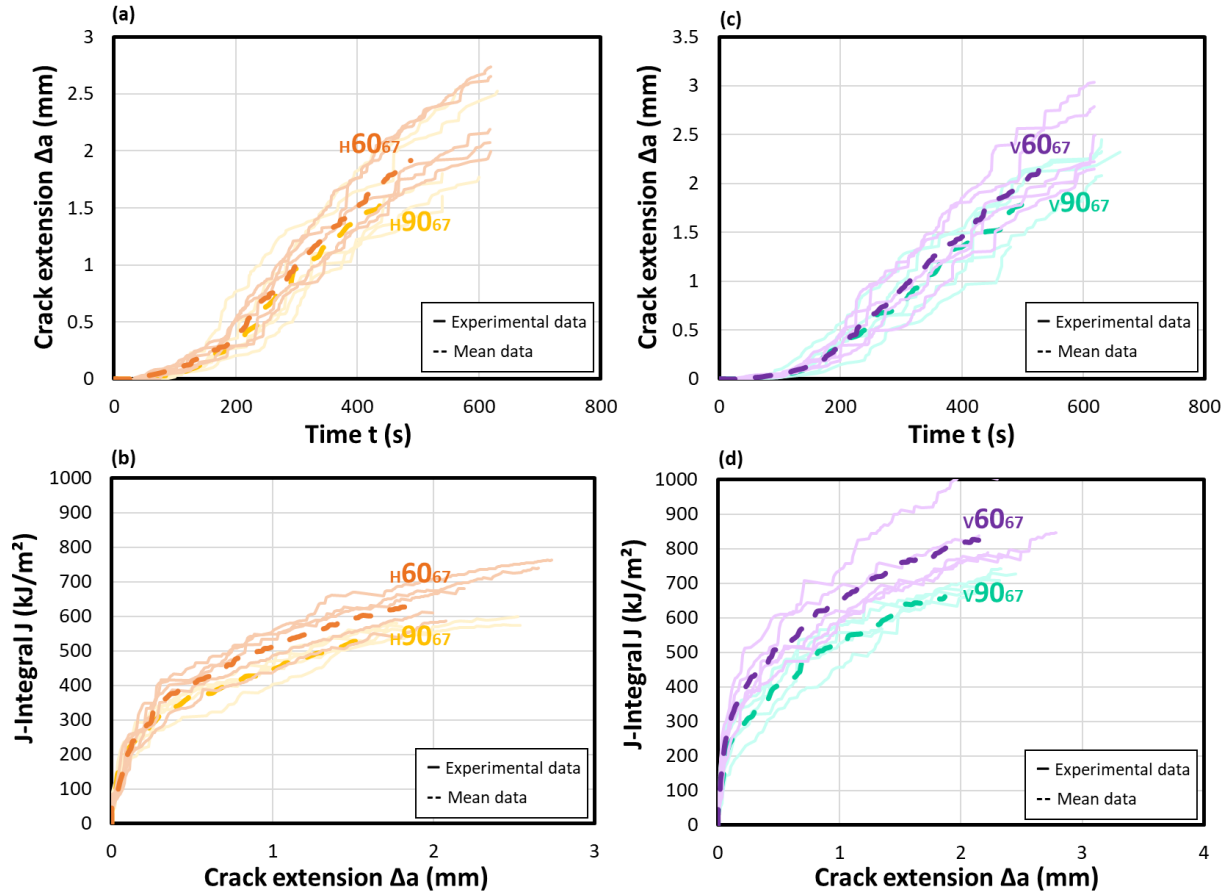 (a)
Crack extension Δa (mm)
3
2.5
2
1.5
1
0.5
0
H6067
H9067
Experimental data
Mean data
0 200 400 600 800
Time t (s)
(c)
Crack extension Δa (mm)
3.5
3
2.5
2
1.5
1
0.5
0
V6067
V9067
Experimental data
Mean data
0 200 400 600 800
Time t (s)
(b)
J-Integral J (kJ/m²)
1000
900
800
700
600
500
400
300
200
100
0
H6067
H9067
Experimental data
Mean data
0 1 2 3
Crack extension Δa (mm)
(d)
J-Integral J (kJ/m²)
1000
900
800
700
600
500
400
300
200
100
0
V6067
V9067
Experimental data
Mean data
0 1 2 3 4
Crack extension Δa (mm)